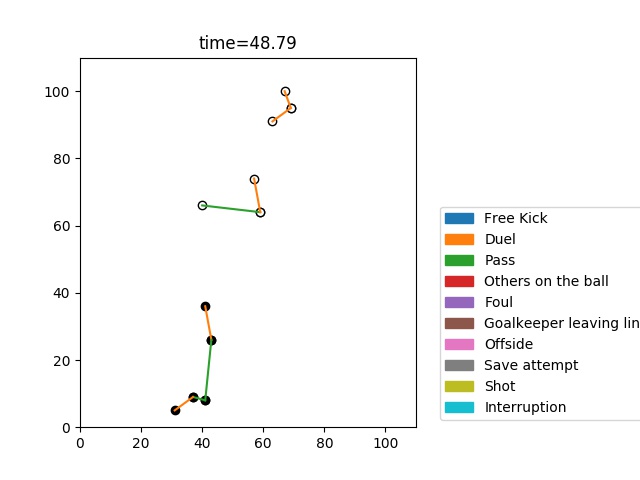 time=48.79
100
80
60
40
20
0
0 20 40 60 80 100
Free Kick
Duel
Pass
Others on the ball
Foul
Goalkeeper leaving lin
Offside
Save attempt
Shot
Interruption